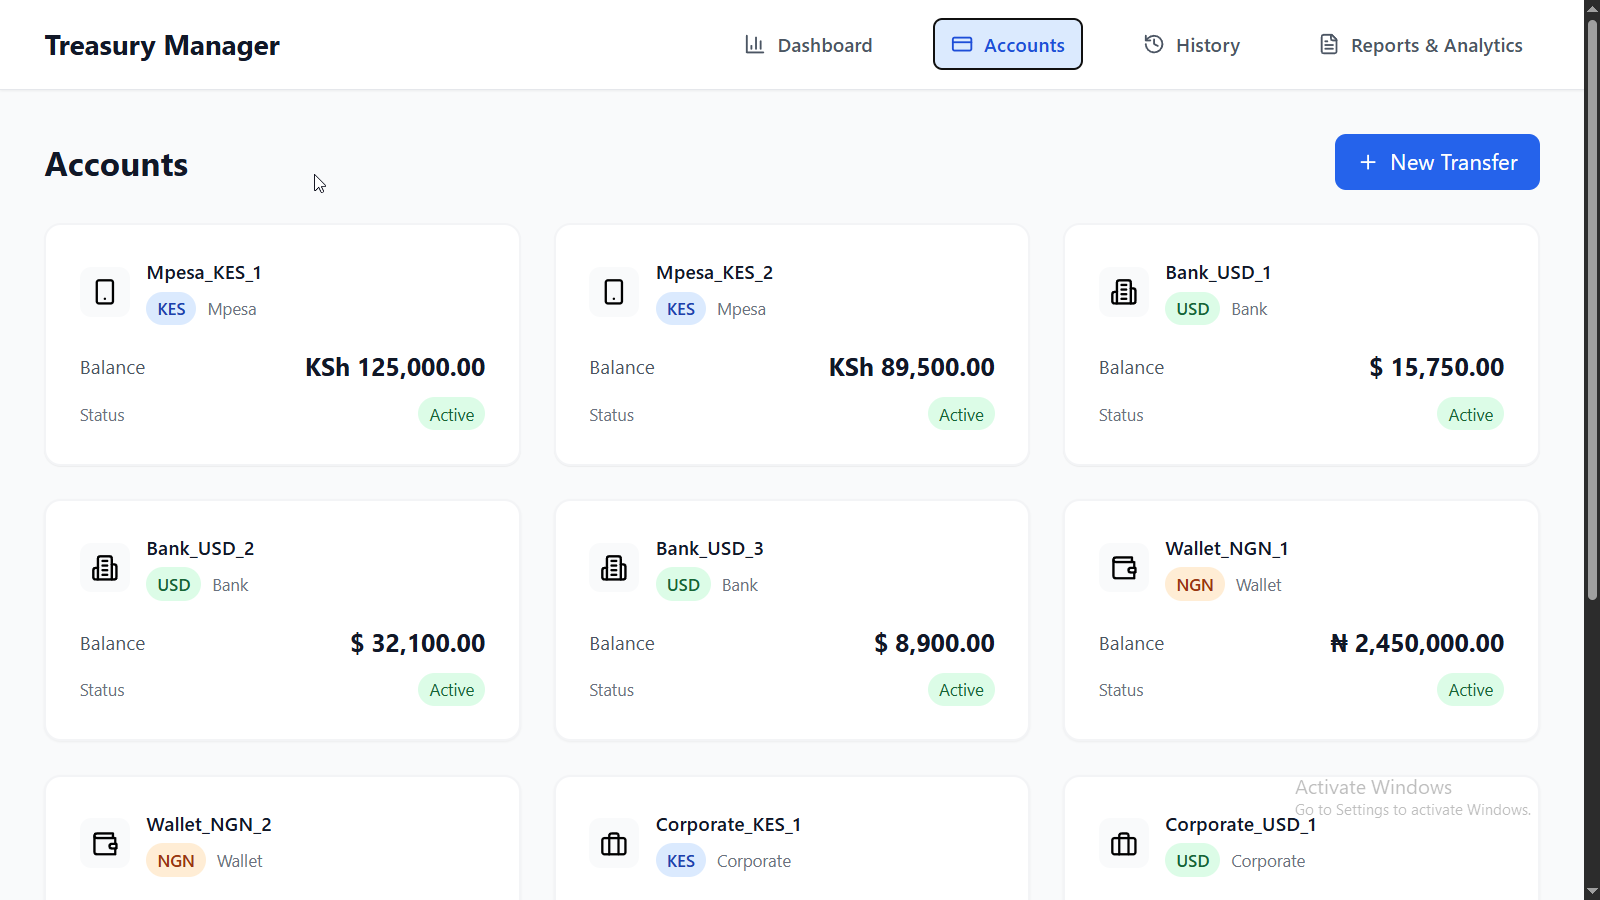 Treasury Manager
Dashboard
Accounts
History
Reports & Analytics
Accounts
+ New Transfer
Mpesa_KES_1
KES Mpesa
Balance KSh 125,000.00
Status Active
Mpesa_KES_2
KES Mpesa
Balance KSh 89,500.00
Status Active
Bank_USD_1
USD Bank
Balance $ 15,750.00
Status Active
Bank_USD_2
USD Bank
Balance $ 32,100.00
Status Active
Bank_USD_3
USD Bank
Balance $ 8,900.00
Status Active
Wallet_NGN_1
NGN Wallet
Balance ₦ 2,450,000.00
Status Active
Wallet_NGN_2
NGN Wallet
Corporate_KES_1
KES Corporate
Corporate_USD_1
USD Corporate
Activate Windows
Go to Settings to activate Windows.